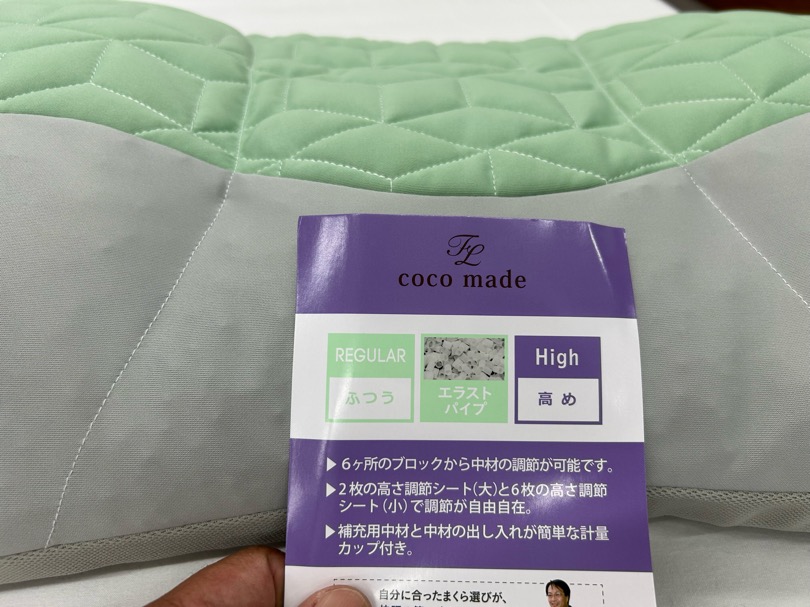 FL
coco made
REGULAR
ふつう
エラスト
パイプ
High
高め
▶6ヶ所のブロックから中材の調節が可能です。
▶2枚の高さ調節シート(大)と6枚の高さ調節
シート(小)で調節が自由自在。
▶補充用中材と中材の出し入れが簡単な計量
カップ付き。
自分に合ったまくら選びが、